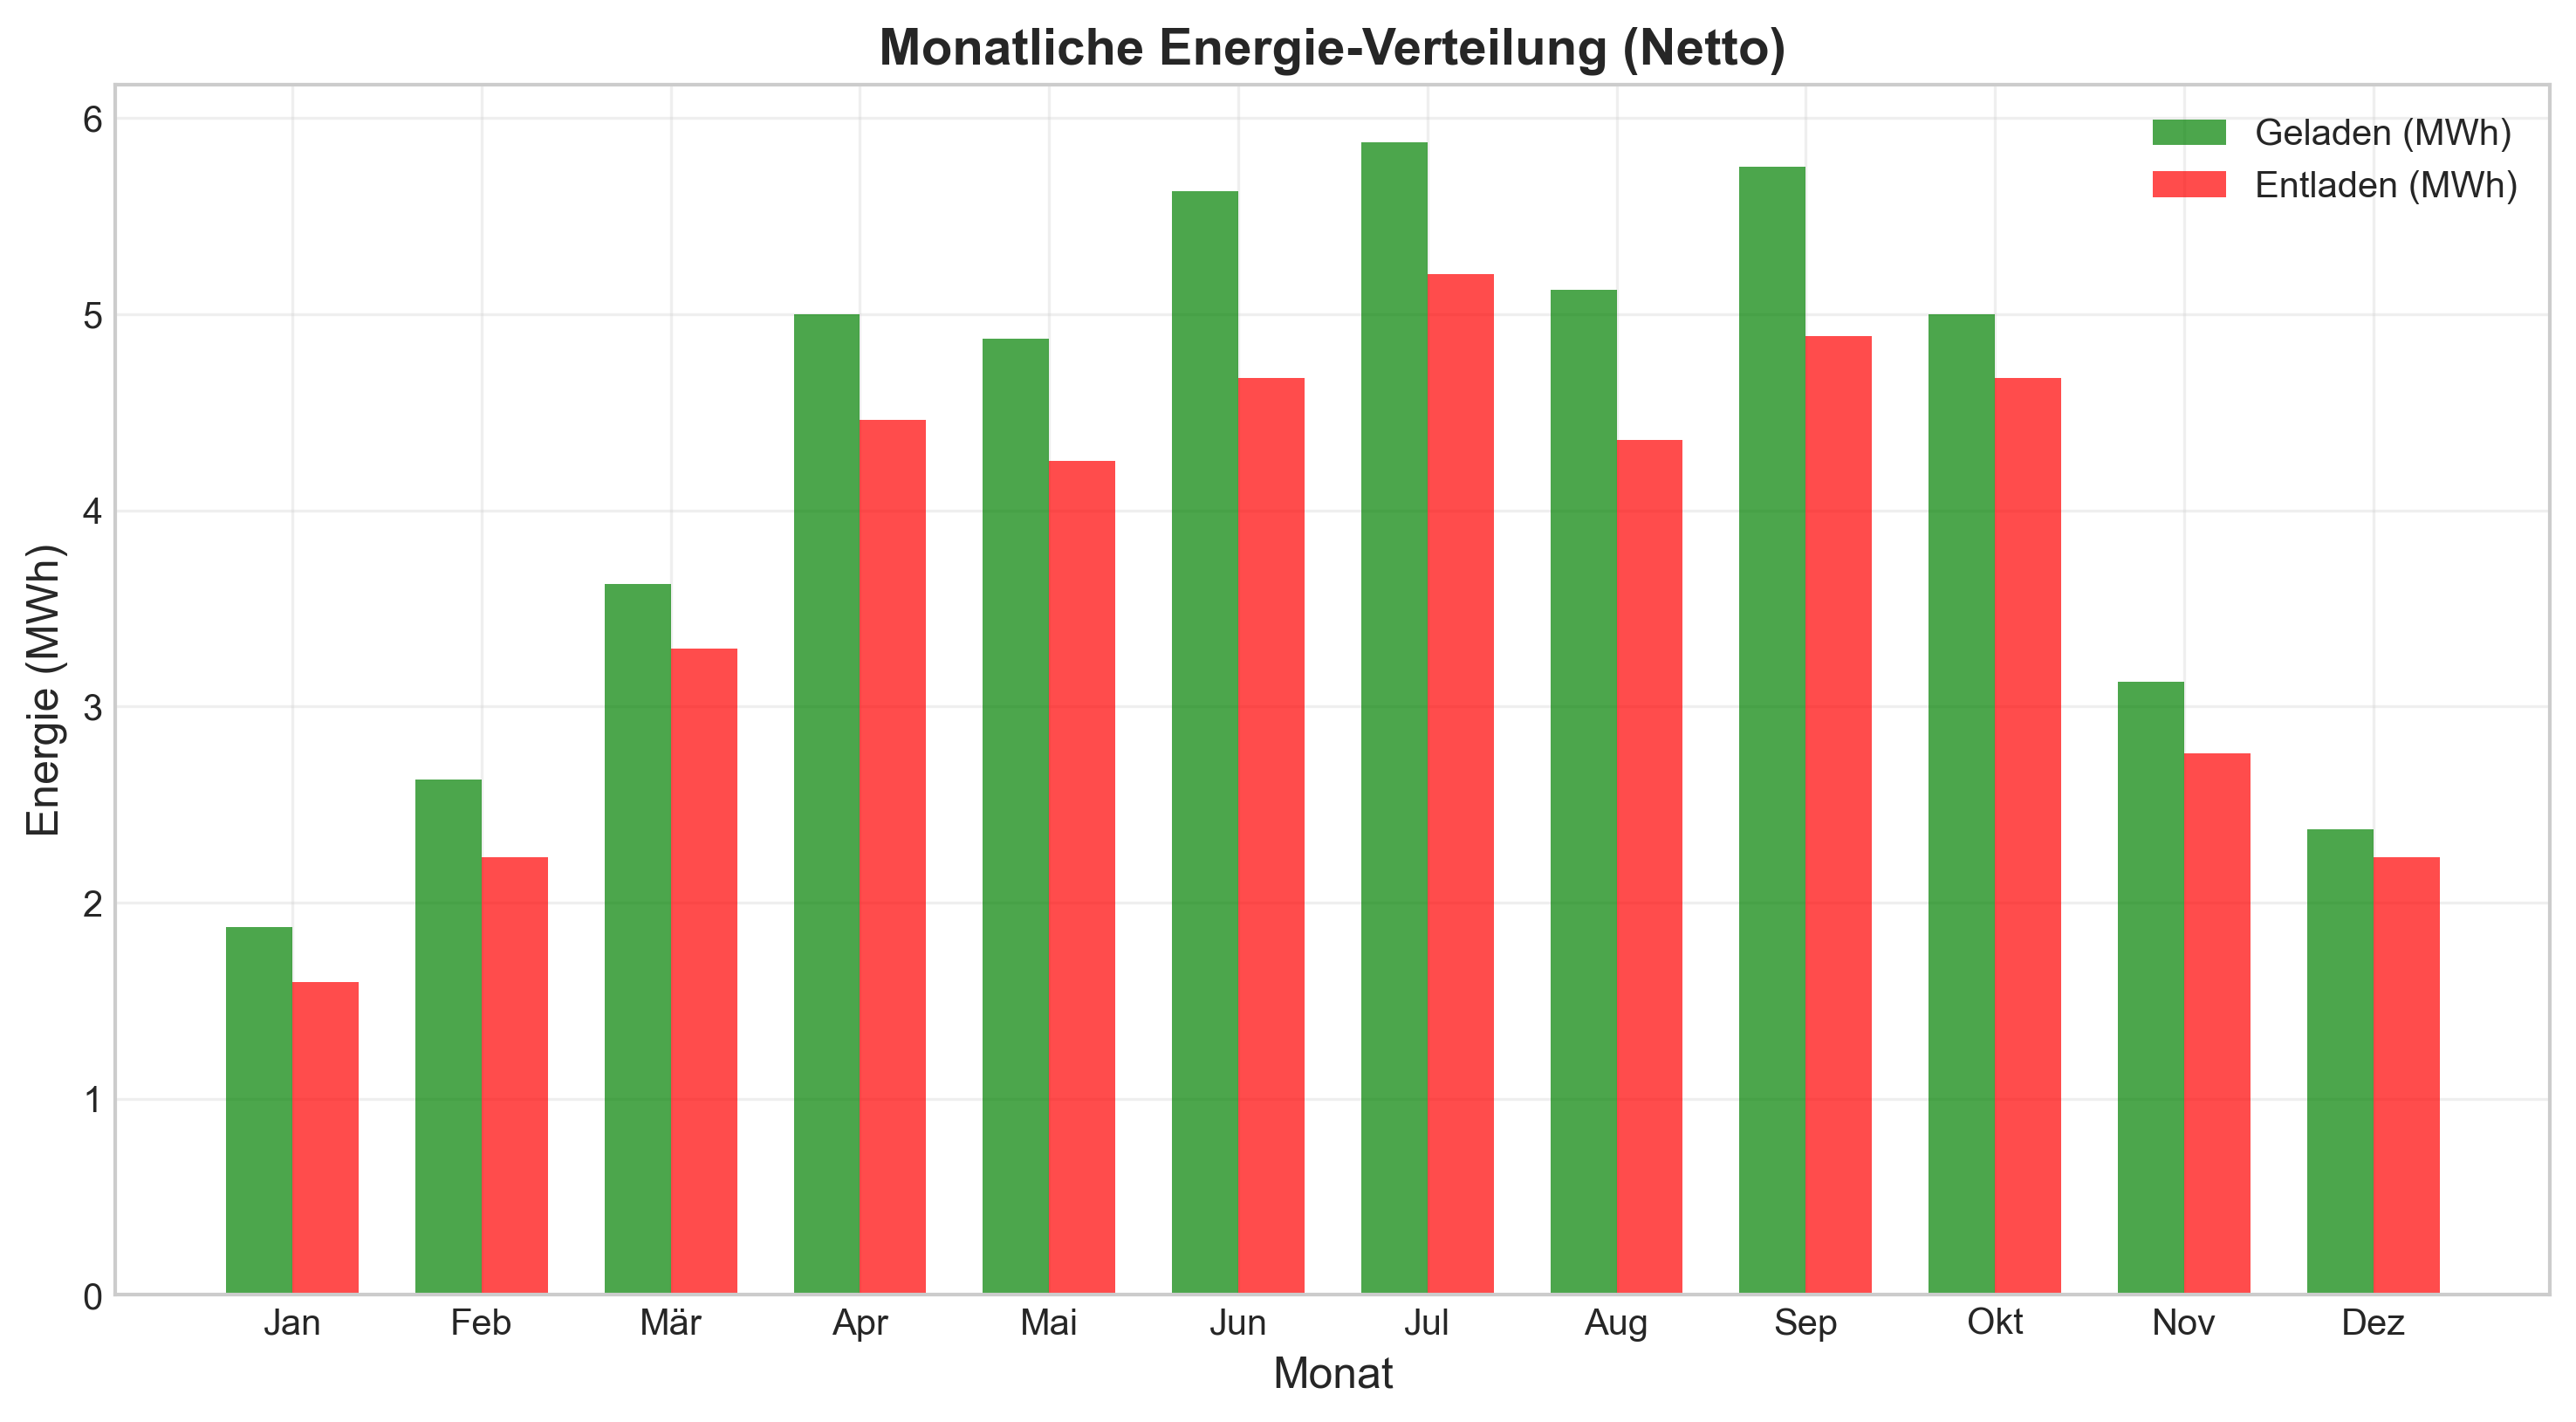 Monatliche Energie-Verteilung (Netto)
Geladen (MWh)
Entladen (MWh)
Energie (MWh)
6
5
4
3
2
1
0
Jan Feb Mär Apr Mai Jun Jul Aug Sep Okt Nov Dez
Monat